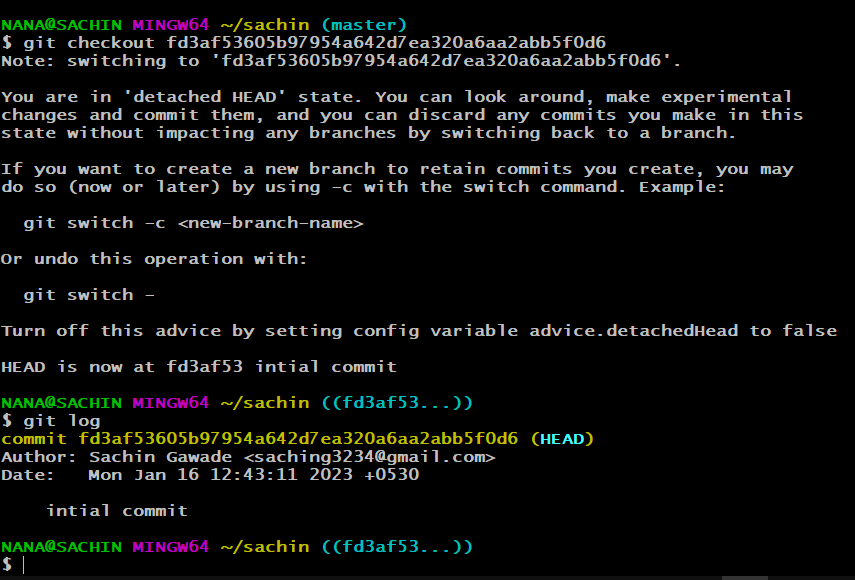 NANA@SACHIN MINGW64 ~/sachin (master)
$ git checkout fd3af53605b97954a642d7ea320a6aa2abb5f0d6
Note: switching to 'fd3af53605b97954a642d7ea320a6aa2abb5f0d6'.
You are in 'detached HEAD' state. You can look around, make experimental
changes and commit them, and you can discard any commits you make in this
state without impacting any branches by switching back to a branch.
If you want to create a new branch to retain commits you create, you may
do so (now or later) by using -c with the switch command. Example:
git switch -c <new-branch-name>
Or undo this operation with:
git switch -
Turn off this advice by setting config variable advice.detachedHead to false
HEAD is now at fd3af53 intial commit
NANA@SACHIN MINGW64 ~/sachin ((fd3af53...))
$ git log
commit fd3af53605b97954a642d7ea320a6aa2abb5f0d6 (HEAD)
Author: Sachin Gawade <saching3234@gmail.com>
Date:   Mon Jan 16 12:43:11 2023 +0530
intial commit
NANA@SACHIN MINGW64 ~/sachin ((fd3af53...))
$